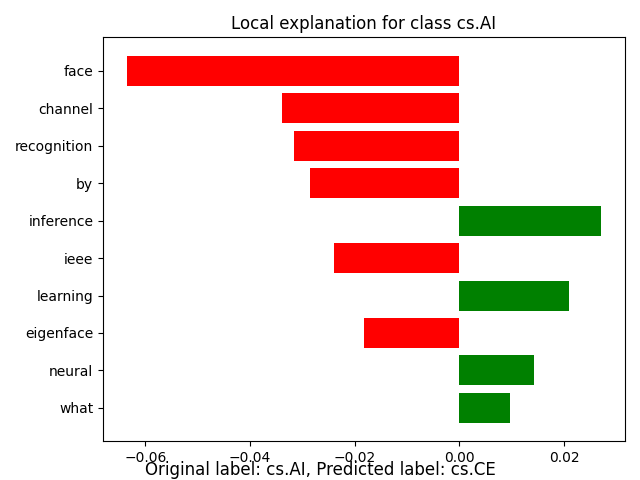 Local explanation for class cs.AI
face
channel
recognition
by
inference
ieee
learning
eigenface
neural
what
−0.06 −0.04 −0.02 0.00 0.02
Original label: cs.AI, Predicted label: cs.CE